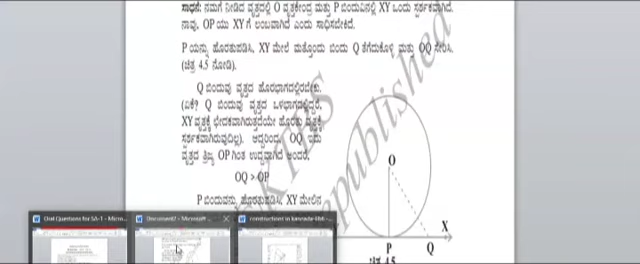 ಸಾಧನೆ: ನಮಗೆ ನೀಡಿದ ವೃತ್ತದಲ್ಲಿ O ವೃತ್ತಕೇಂದ್ರ ಮತ್ತು P ಬಿಂದುವಿನಲ್ಲಿ XY ಒಂದು ಸ್ಪರ್ಶಕವಾಗಿದೆ.
ನಾವು, OP ಯು XY ಗೆ ಲಂಬವಾಗಿದೆ ಎಂದು ಸಾಧಿಸಬೇಕಿದೆ.
P ಯನ್ನು ಹೊರತುಪಡಿಸಿ, XY ಮೇಲೆ ಮತ್ತೊಂದು ಬಿಂದು Q ತೆಗೆದುಕೊಳ್ಳಿ ಮತ್ತು OQ ಸೇರಿಸಿ.
(ಚಿತ್ರ 4.5 ನೋಡಿ).
Q ಬಿಂದುವು ವೃತ್ತದ ಹೊರಭಾಗದಲ್ಲಿರಬೇಕು.
(ಏಕೆ? Q ಬಿಂದುವು ವೃತ್ತದ ಒಳಭಾಗದಲ್ಲಿದ್ದರೆ,
XY ವೃತ್ತಕ್ಕೆ ಛೇದಕವಾಗಿರುತ್ತದೆಯೇ ಹೊರತು ವೃತ್ತಕ್ಕೆ
ಸ್ಪರ್ಶಕವಾಗಿರುವುದಿಲ್ಲ). ಆದ್ದರಿಂದ, OQ ಇದು
ವೃತ್ತದ ತ್ರಿಜ್ಯ OP ಗಿಂತ ಉದ್ದವಾಗಿದೆ ಅಂದರೆ,
OQ > OP
P ಬಿಂದುವನ್ನು ಹೊರತುಪಡಿಸಿ, XY ಮೇಲಿನ
O
X
P
Q
ಚಿತ್ರ 4.5
KTBS
republished
Oral Questions for SA-1 - Micro...
Document2 - Microsoft ...
constructions in kannada